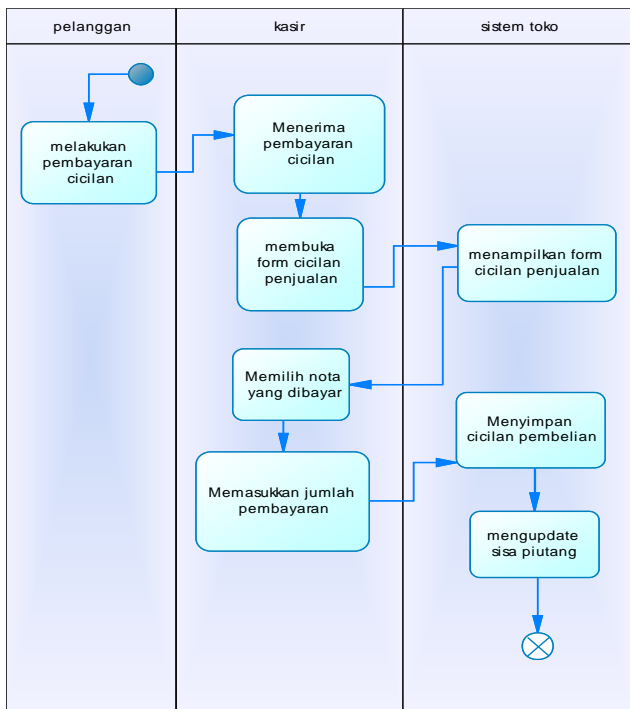 pelanggan
kasir
sistem toko
melakukan
pembayaran
cicilan
Menerima
pembayaran
cicilan
membuka
form cicilan
penjualan
menampilkan form
cicilan penjualan
Memilih nota
yang dibayar
Memasukkan jumlah
pembayaran
Menyimpan
cicilan pembelian
mengupdate
sisa piutang